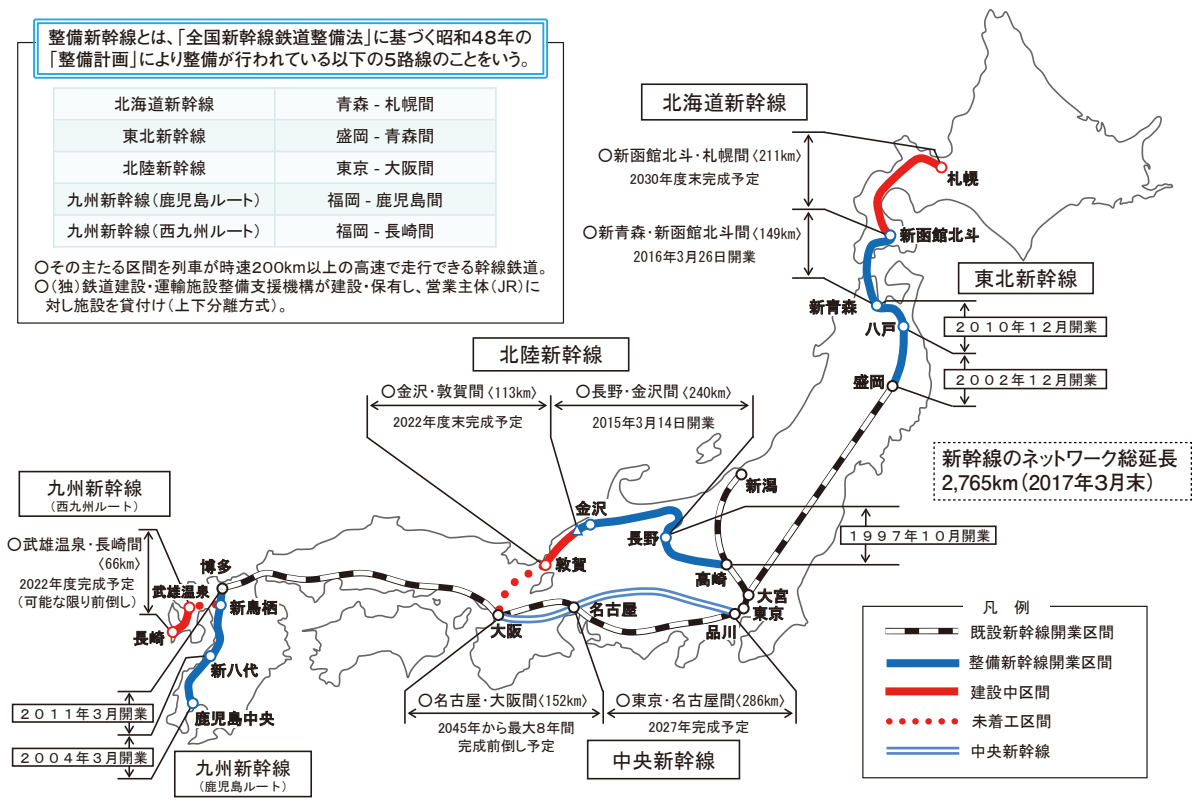 整備新幹線とは、「全国新幹線鉄道整備法」に基づく昭和48年の
「整備計画」により整備が行われている以下の5路線のことをいう。
北海道新幹線 青森 - 札幌間
東北新幹線 盛岡 - 青森間
北陸新幹線 東京 - 大阪間
九州新幹線(鹿児島ルート) 福岡 - 鹿児島間
九州新幹線(西九州ルート) 福岡 - 長崎間
○その主たる区間を列車が時速200km以上の高速で走行できる幹線鉄道。
○(独)鉄道建設・運輸施設整備支援機構が建設・保有し、営業主体(JR)に
対し施設を貸付け(上下分離方式)。
北海道新幹線
○新函館北斗・札幌間〈211km〉
2030年度末完成予定
札幌
○新青森・新函館北斗間〈149km〉
2016年3月26日開業
新函館北斗
東北新幹線
新青森
八戸
2010年12月開業
盛岡
2002年12月開業
北陸新幹線
○金沢・敦賀間〈113km〉
2022年度末完成予定
○長野・金沢間〈240km〉
2015年3月14日開業
新幹線のネットワーク総延長
2,765km(2017年3月末)
新潟
金沢
長野
1997年10月開業
敦賀
高崎
大宮
東京
品川
名古屋
大阪
九州新幹線
(西九州ルート)
○武雄温泉・長崎間
〈66km〉
2022年度完成予定
(可能な限り前倒し)
博多
武雄温泉
新鳥栖
長崎
新八代
鹿児島中央
2011年3月開業
2004年3月開業
九州新幹線
(鹿児島ルート)
○名古屋・大阪間〈152km〉
2045年から最大8年間
完成前倒し予定
○東京・名古屋間〈286km〉
2027年完成予定
中央新幹線
凡例
既設新幹線開業区間
整備新幹線開業区間
建設中区間
未着工区間
中央新幹線